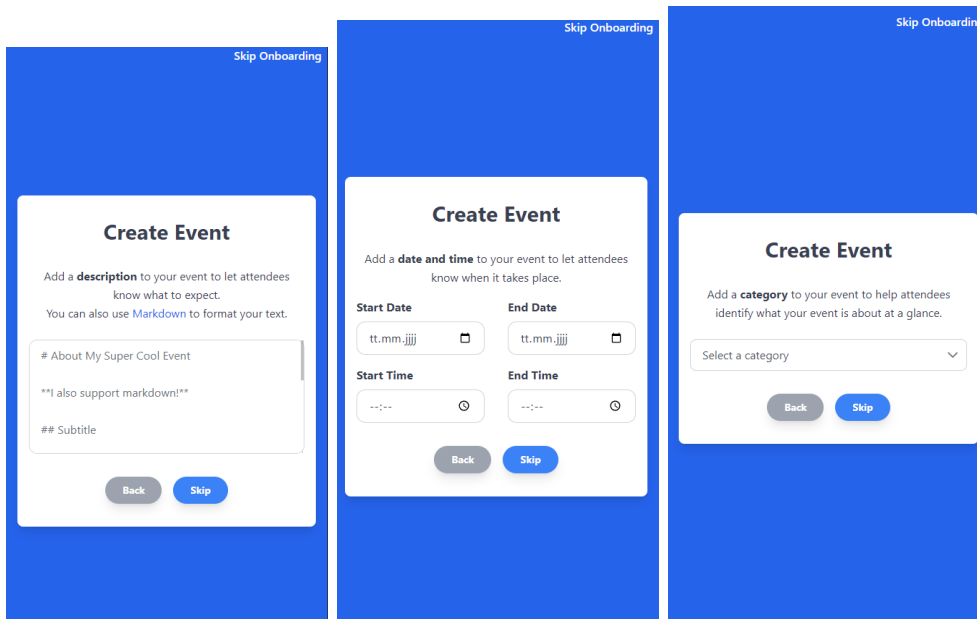 Skip Onboarding
Create Event
Add a description to your event to let attendees
know what to expect.
You can also use Markdown to format your text.
# About My Super Cool Event
**I also support markdown!**
## Subtitle
Back
Skip
Skip Onboarding
Create Event
Add a date and time to your event to let attendees
know when it takes place.
Start Date
End Date
tt.mm.jjjj
tt.mm.jjjj
Start Time
End Time
--:--
--:--
Back
Skip
Skip Onboardin
Create Event
Add a category to your event to help attendees
identify what your event is about at a glance.
Select a category
Back
Skip